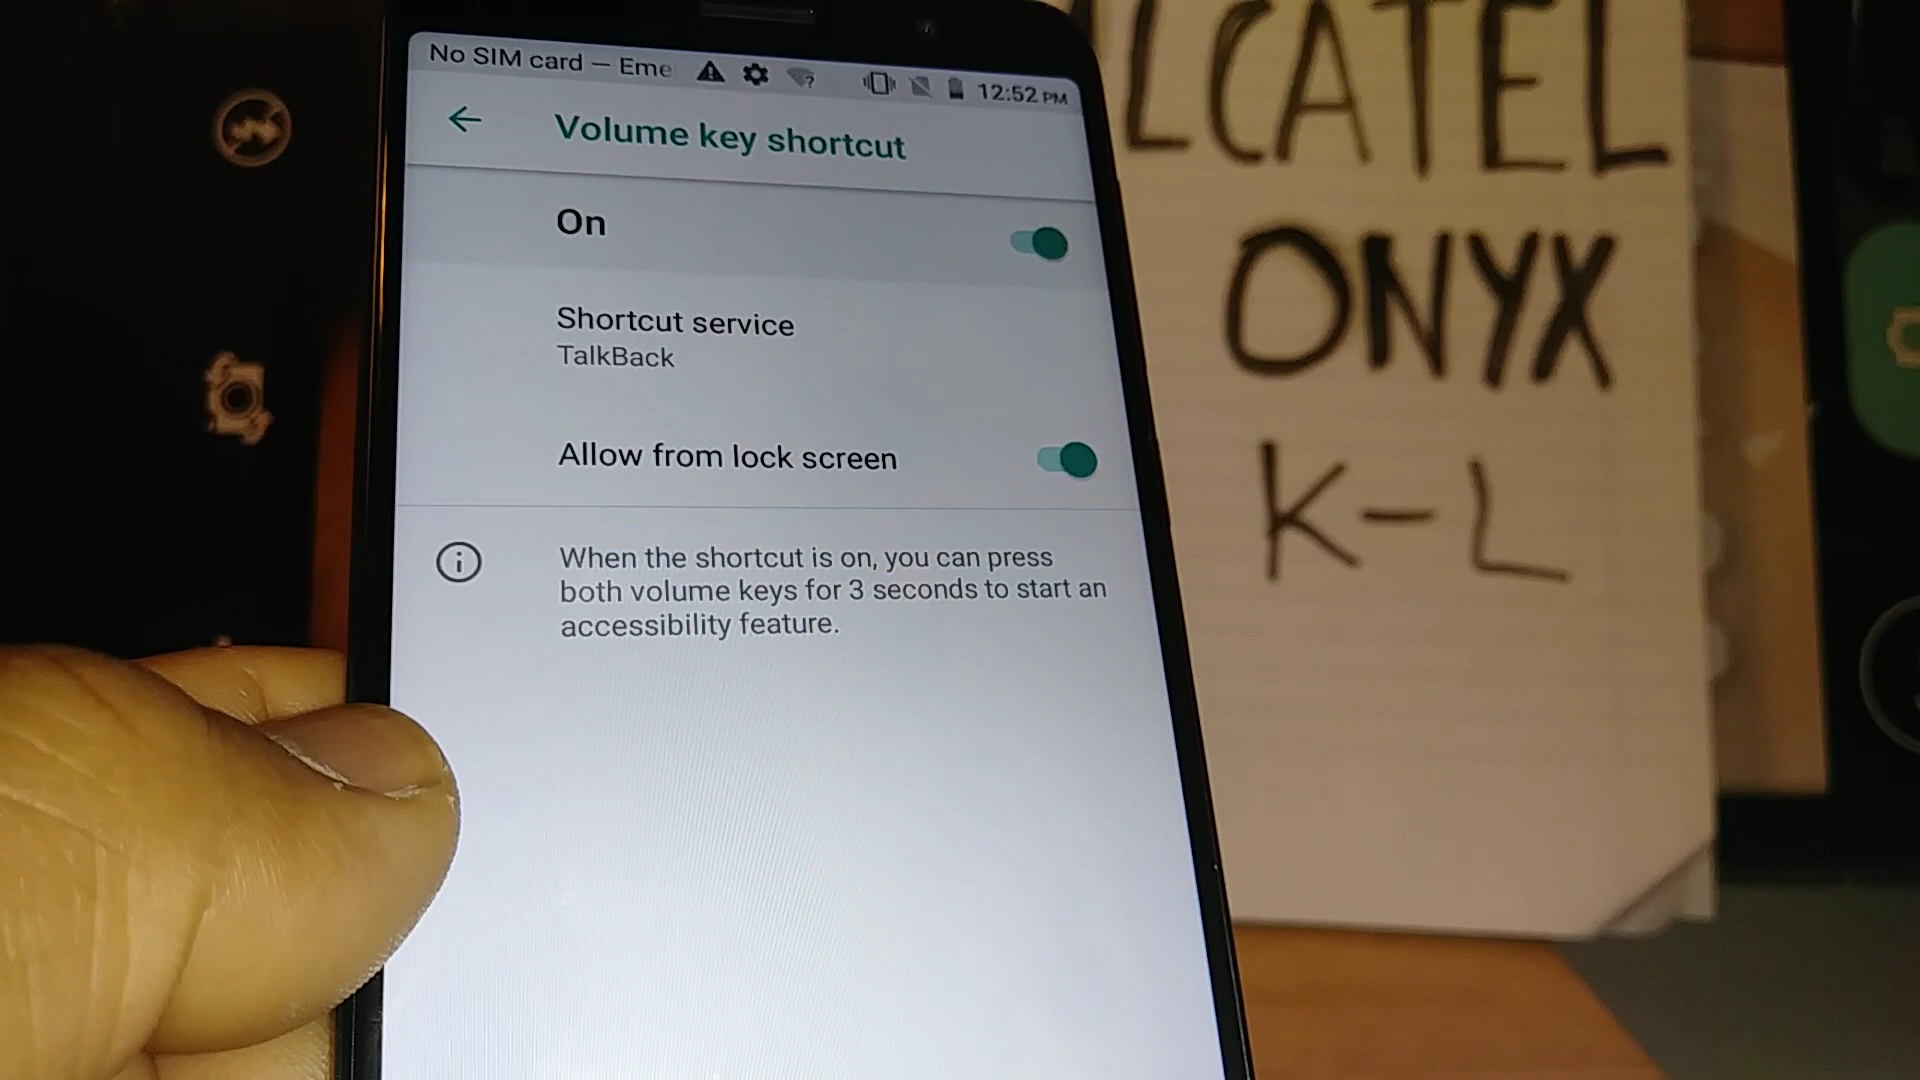 No SIM card – Eme
12:52 PM
Volume key shortcut
On
Shortcut service
TalkBack
Allow from lock screen
When the shortcut is on, you can press
both volume keys for 3 seconds to start an
accessibility feature.
LCATEL
ONYX
K-L